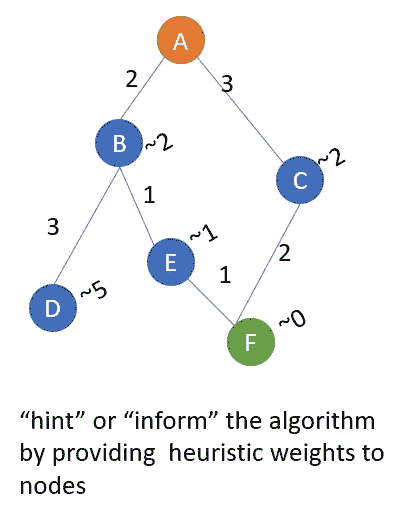 A
2
3
B ~2
~2
C
1
3
~1
E
2
1
~5
D
~0
F
“hint” or “inform” the algorithm
by providing heuristic weights to
nodes